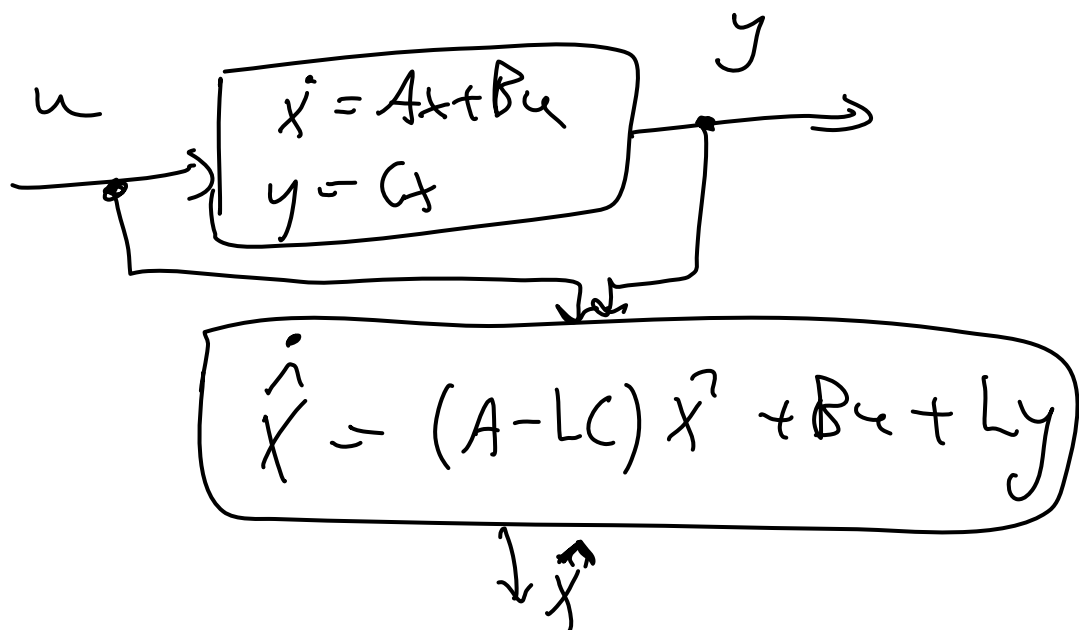 y
u
ẋ = Ax+Bu
y = Cx
x̂̇ = (A-LC) x̂ + Bu + Ly
x̂